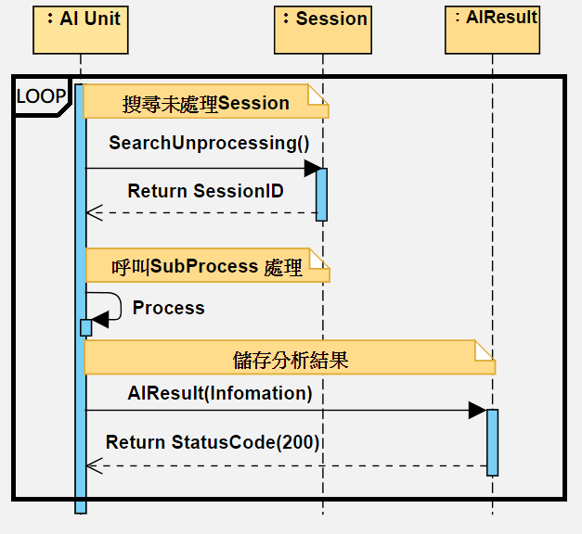 ：AI Unit
：Session
：AIResult
LOOP
搜尋未處理Session
SearchUnprocessing()
Return SessionID
呼叫SubProcess 處理
Process
儲存分析結果
AIResult(Infomation)
Return StatusCode(200)